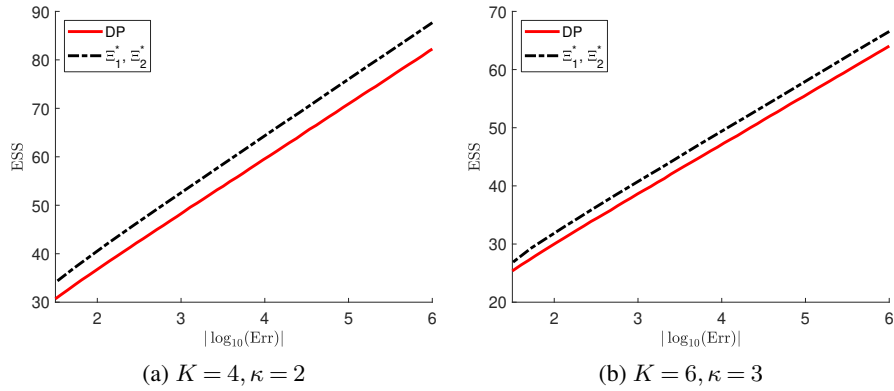 90
80
70
60
50
40
30
ESS
DP
Ξ*1, Ξ*2
2 3 4 5 6
| log10(Err)|
(a) K = 4, κ = 2
70
60
50
40
30
20
ESS
DP
Ξ*1, Ξ*2
2 3 4 5 6
| log10(Err)|
(b) K = 6, κ = 3